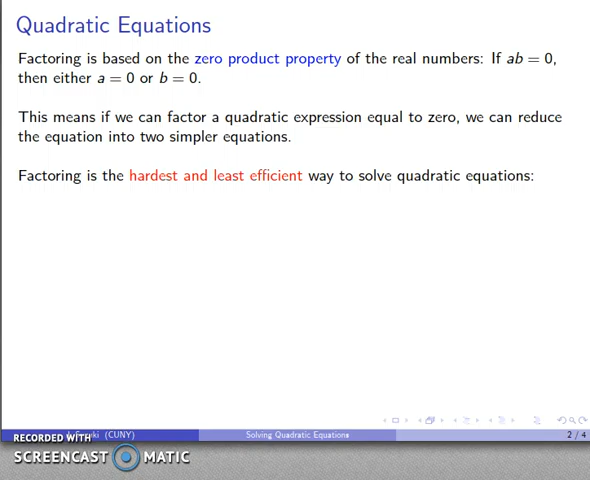 Quadratic Equations
Factoring is based on the zero product property of the real numbers: If ab = 0,
then either a = 0 or b = 0.
This means if we can factor a quadratic expression equal to zero, we can reduce
the equation into two simpler equations.
Factoring is the hardest and least efficient way to solve quadratic equations:
(CUNY)
Solving Quadratic Equations
2 / 4
RECORDED WITH
SCREENCAST MATIC